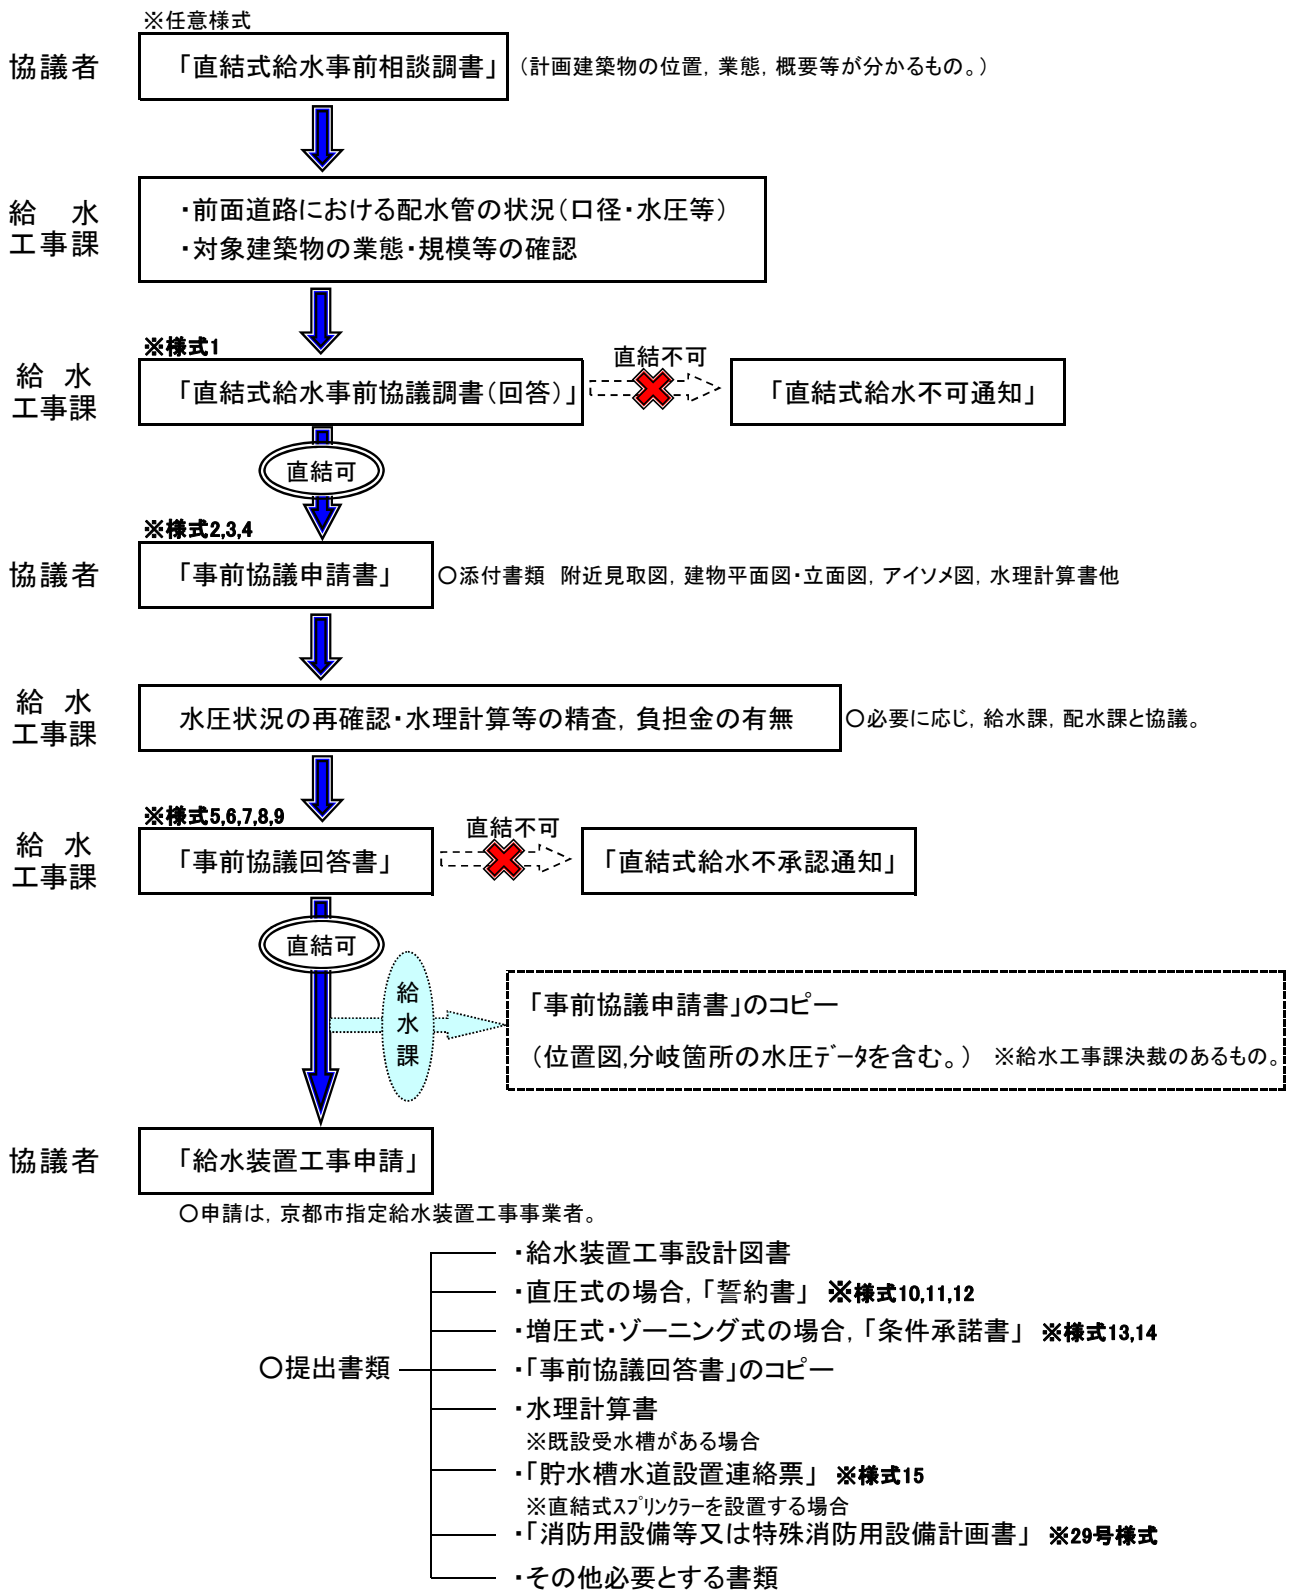 ※任意様式
協議者
「直結式給水事前相談調書」
（計画建築物の位置，業態，概要等が分かるもの。）
給　水
工事課
・前面道路における配水管の状況（口径・水圧等）
・対象建築物の業態・規模等の確認
※様式1
給　水
工事課
「直結式給水事前協議調書（回答）」
直結不可
「直結式給水不可通知」
直結可
※様式2,3,4
協議者
「事前協議申請書」
○添付書類　附近見取図，建物平面図・立面図，アイソメ図，水理計算書他
給　水
工事課
水圧状況の再確認・水理計算等の精査，負担金の有無
○必要に応じ，給水課，配水課と協議。
※様式5,6,7,8,9
給　水
工事課
「事前協議回答書」
直結不可
「直結式給水不承認通知」
直結可
給
水
課
「事前協議申請書」のコピー
（位置図,分岐箇所の水圧ﾃﾞｰﾀを含む。）　※給水工事課決裁のあるもの。
協議者
「給水装置工事申請」
○申請は，京都市指定給水装置工事事業者。
○提出書類
・給水装置工事設計図書
・直圧式の場合，「誓約書」　※様式10,11,12
・増圧式・ゾーニング式の場合，「条件承諾書」　※様式13,14
・「事前協議回答書」のコピー
・水理計算書
※既設受水槽がある場合
・「貯水槽水道設置連絡票」　※様式15
※直結式ｽﾌﾟﾘﾝｸﾗｰを設置する場合
・「消防用設備等又は特殊消防用設備計画書」　※29号様式
・その他必要とする書類